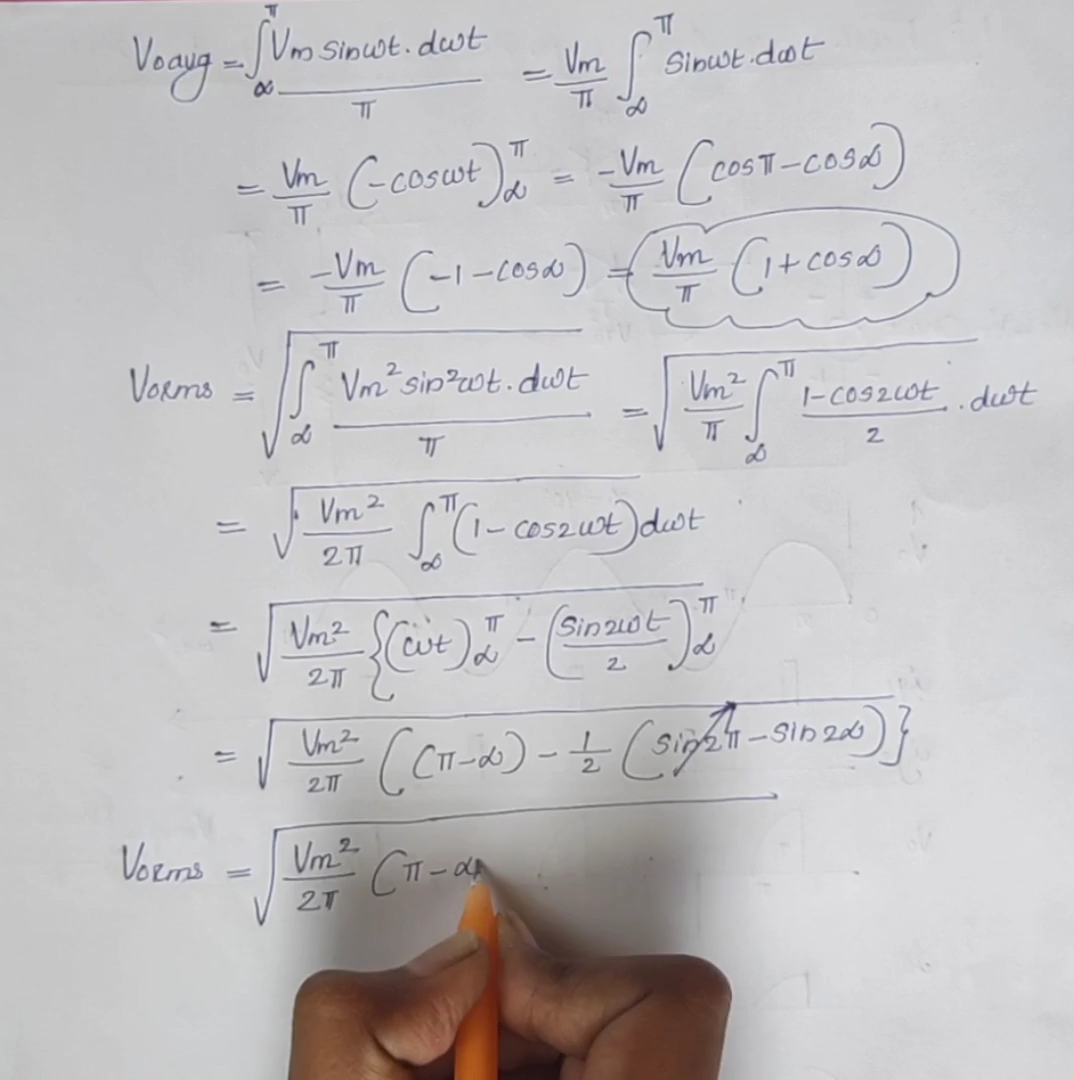 Voavg = ∫_α^π Vm sinωt.dωt / π = Vm/π ∫_α^π sinωt.dωt
= Vm/π (-cosωt)_α^π = -Vm/π (cosπ-cosα)
= -Vm/π (-1-cosα) = Vm/π (1+cosα)
Vorms = √(∫_α^π Vm² sin²ωt.dωt / π) = √(Vm²/π ∫_α^π (1-cos2ωt)/2 .dωt)
= √(Vm²/2π ∫_α^π (1-cos2ωt)dωt)
= √(Vm²/2π {(ωt)_α^π - (sin2ωt/2)_α^π
= √(Vm²/2π ((π-α) - 1/2 (sin2π-sin2α))}
Vorms = √(Vm²/2π (π-α